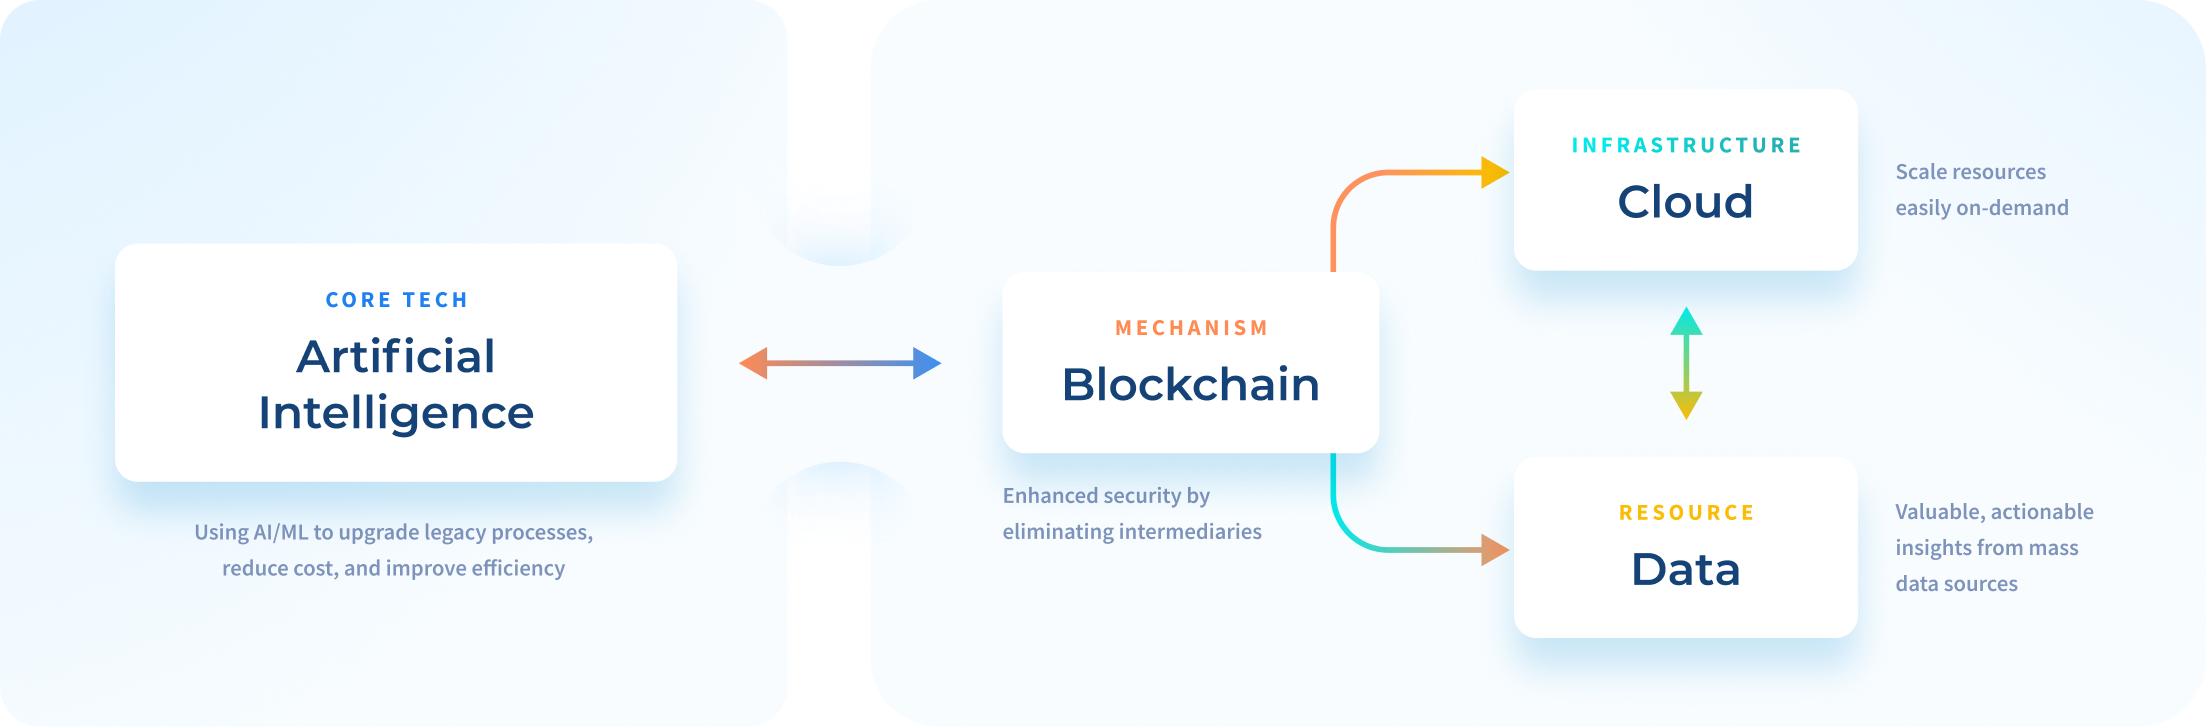 CORE TECH
Artificial
Intelligence
Using AI/ML to upgrade legacy processes,
reduce cost, and improve efficiency
MECHANISM
Blockchain
Enhanced security by
eliminating intermediaries
INFRASTRUCTURE
Cloud
Scale resources
easily on-demand
RESOURCE
Data
Valuable, actionable
insights from mass
data sources